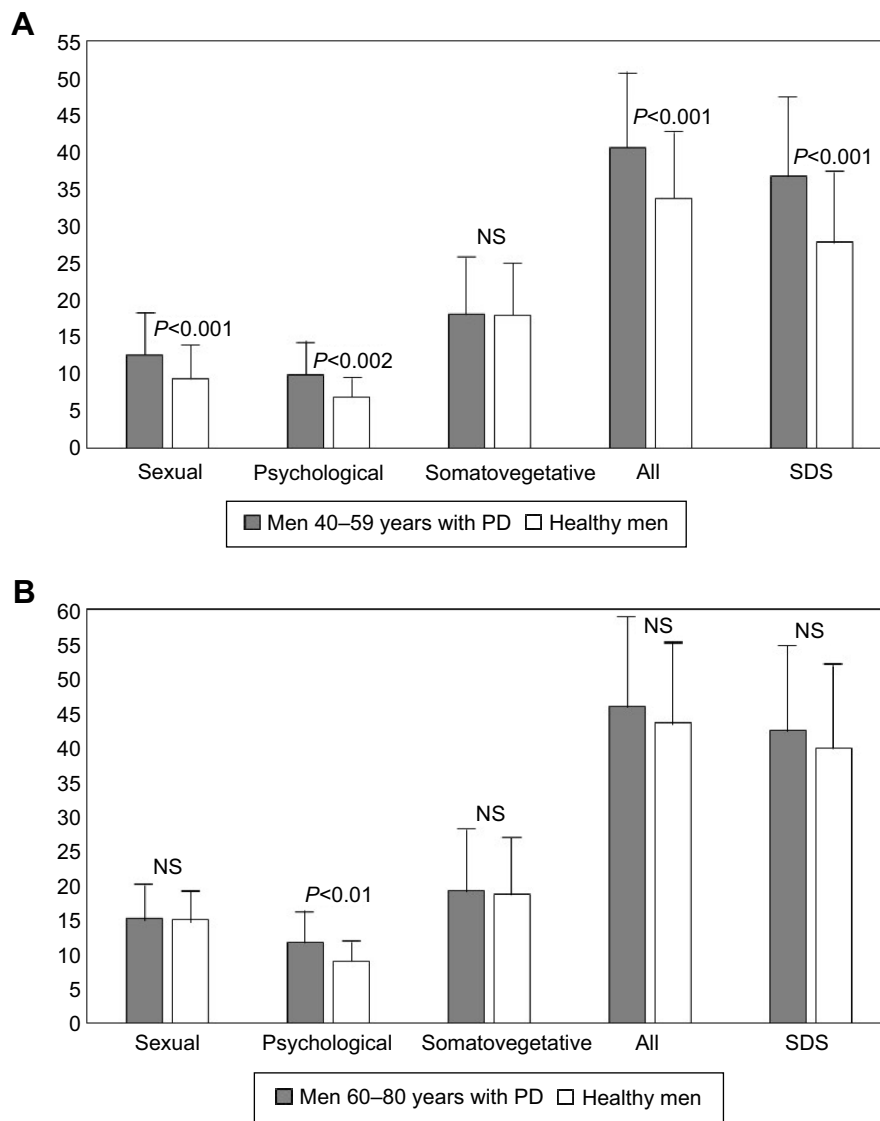 A
55
50
45
40
35
30
25
20
15
10
5
0
P<0.001
P<0.002
NS
P<0.001
P<0.001
Sexual Psychological Somatovegetative All SDS
Men 40–59 years with PD Healthy men
B
60
55
50
45
40
35
30
25
20
15
10
5
0
NS
P<0.01
NS
NS
NS
Sexual Psychological Somatovegetative All SDS
Men 60–80 years with PD Healthy men